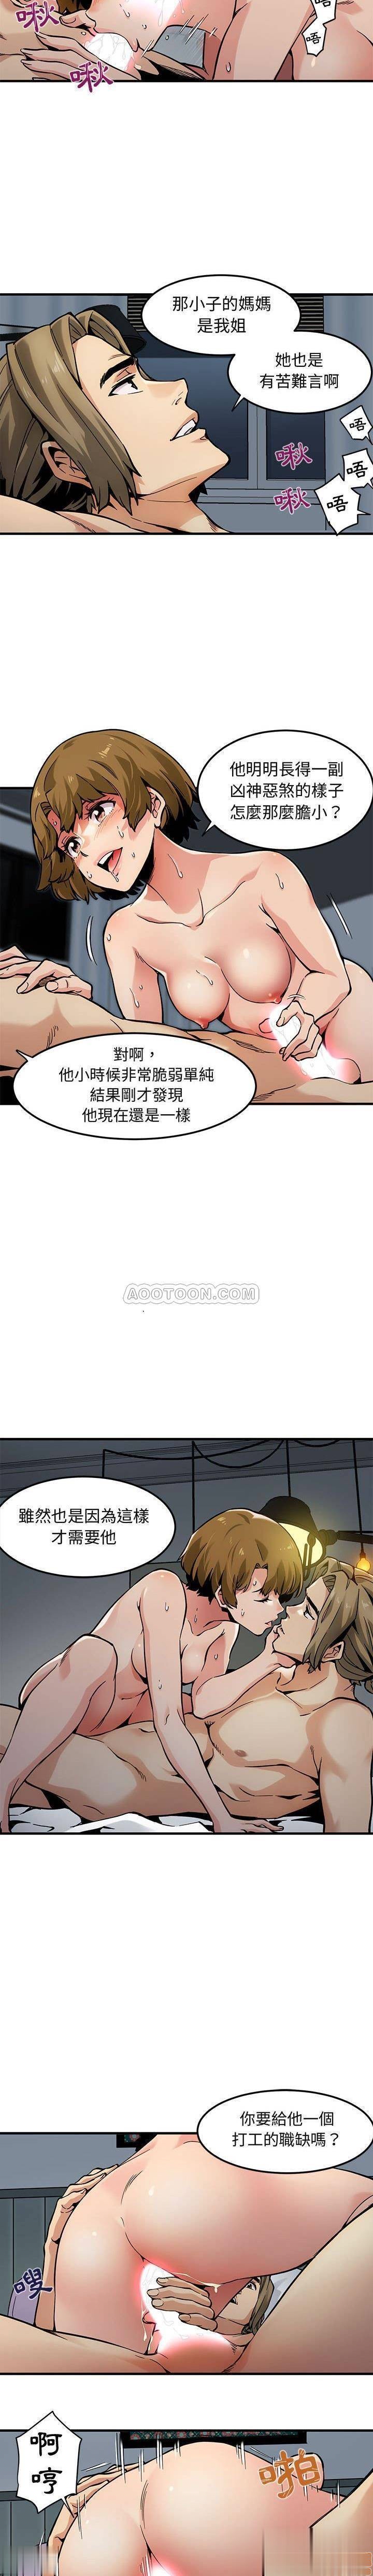 唔
啾
唔
啾
那小子的媽媽
是我姐
她也是
有苦難言啊
唔
啾
唔
啾
唔
他明明長得一副
凶神惡煞的樣子
怎麼那麼膽小？
對啊，
他小時候非常脆弱單純
結果剛才發現
他現在還是一樣
AOOTOON.COM
雖然也是因為這樣
才需要他
你要給他一個
打工的職缺嗎？
嗖
啊
哼
啪